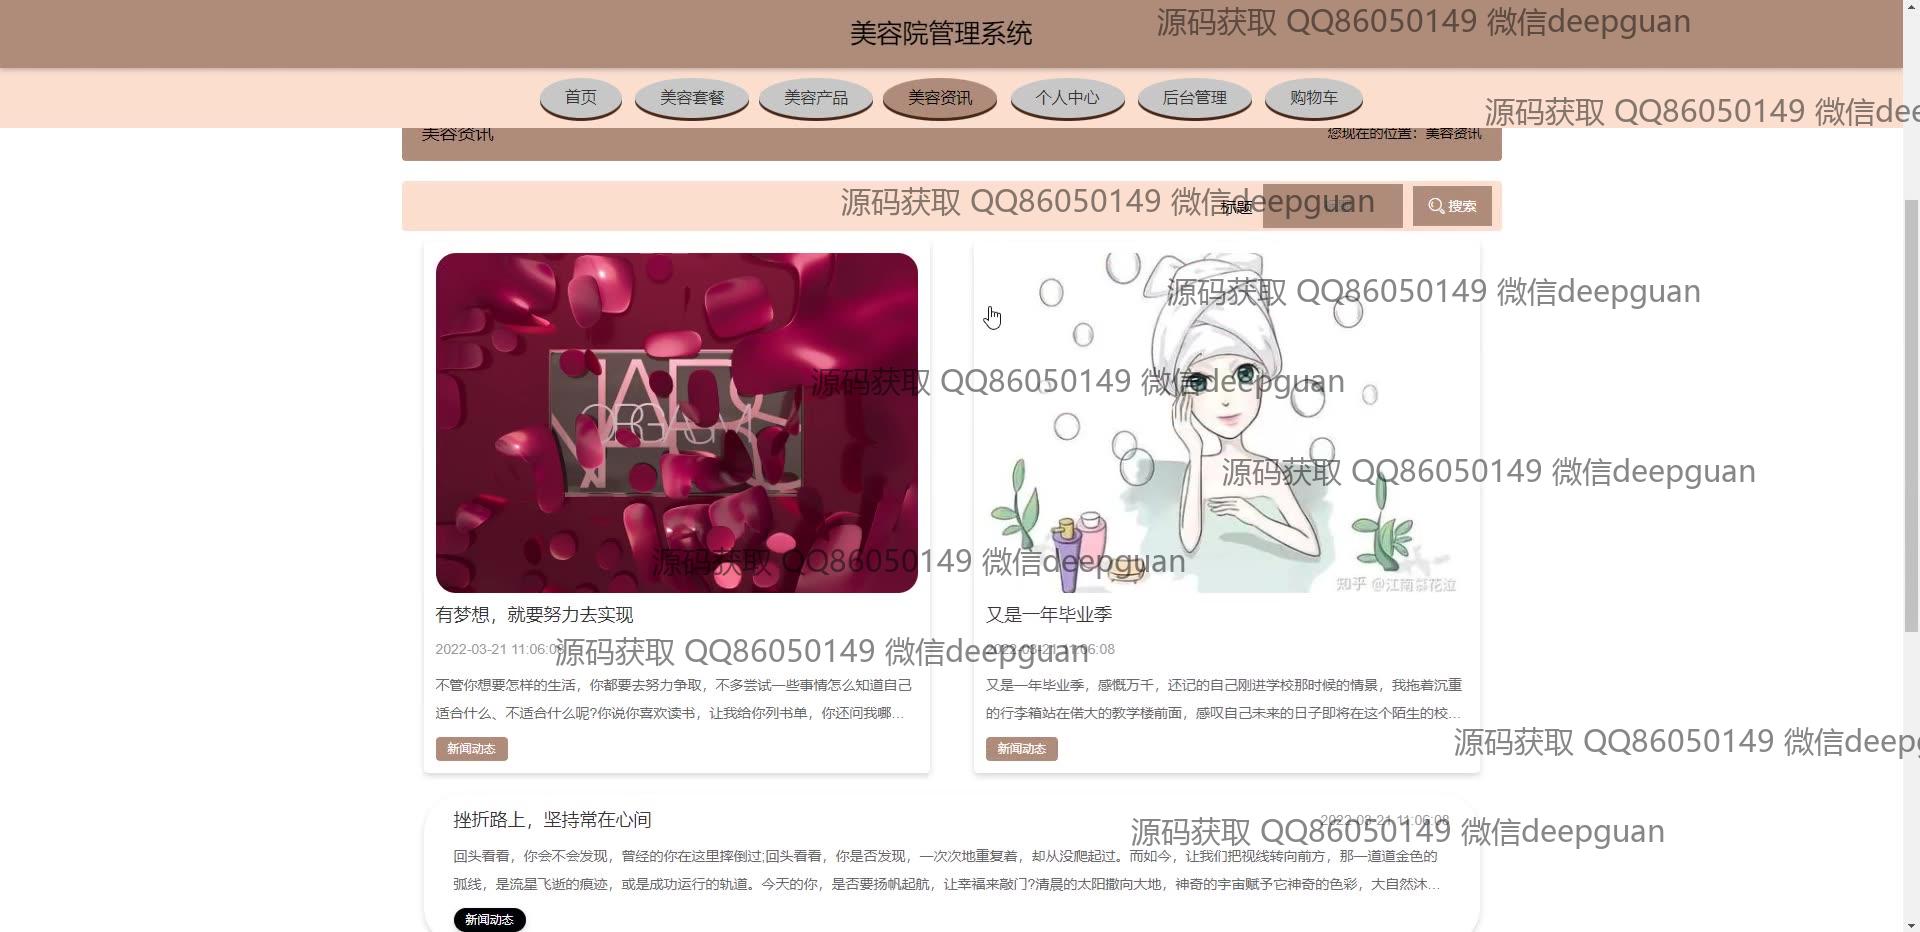 美容院管理系统
源码获取 QQ86050149 微信deepguan
首页
美容套餐
美容产品
美容资讯
个人中心
后台管理
购物车
源码获取 QQ86050149 微信dee
美容资讯
您现在的位置：美容资讯
源码获取 QQ86050149 微信deepguan
标题
搜索
源码获取 QQ86050149 微信deepguan
NARS
源码获取 QQ86050149 微信deepguan
ORGASM
源码获取 QQ86050149 微信deepguan
源码获取 QQ86050149 微信deepguan
知乎 @江南慕花泣
有梦想，就要努力去实现
2022-03-21 11:06:08
不管你想要怎样的生活，你都要去努力争取，不多尝试一些事情怎么知道自己
适合什么、不适合什么呢?你说你喜欢读书，让我给你列书单，你还问我哪…
新闻动态
又是一年毕业季
源码获取 QQ86050149 微信deepguan
2022-03-21 11:06:08
又是一年毕业季，感慨万千，还记的自己刚进学校那时候的情景，我拖着沉重
的行李箱站在偌大的教学楼前面，感叹自己未来的日子即将在这个陌生的校…
新闻动态
源码获取 QQ86050149 微信deep
挫折路上，坚持常在心间
2022-03-21 11:06:08
源码获取 QQ86050149 微信deepguan
回头看看，你会不会发现，曾经的你在这里摔倒过;回头看看，你是否发现，一次次地重复着，却从没爬起过。而如今，让我们把视线转向前方，那一道道金色的
弧线，是流星飞逝的痕迹，或是成功运行的轨道。今天的你，是否要扬帆起航，让幸福来敲门?清晨的太阳撒向大地，神奇的宇宙赋予它神奇的色彩，大自然沐…
新闻动态